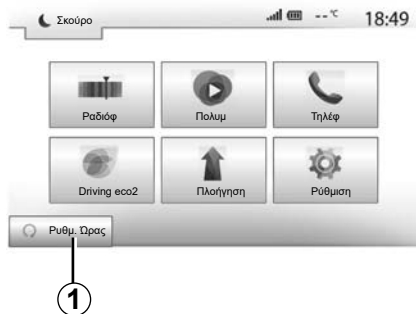 Σκούρο
--°C 18:49
Ραδιόφ Πολυμ Τηλέφ
Driving eco2 Πλοήγηση Ρύθμιση
Ρυθμ. Ώρας
1